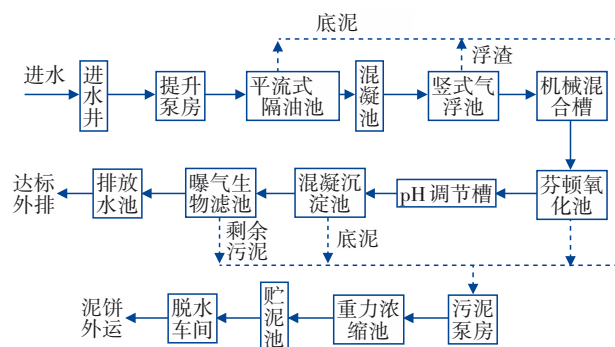 底泥
浮渣
进水
进
水
井
提升
泵房
平流式
隔油池
混
凝
池
竖式气
浮池
机械混
合槽
达标
外排
排放
水池
曝气生
物滤池
混凝沉
淀池
pH 调节槽
芬顿氧
化池
剩余
污泥
底泥
泥饼
外运
脱水
车间
贮
泥
池
重力浓
缩池
污泥
泵房